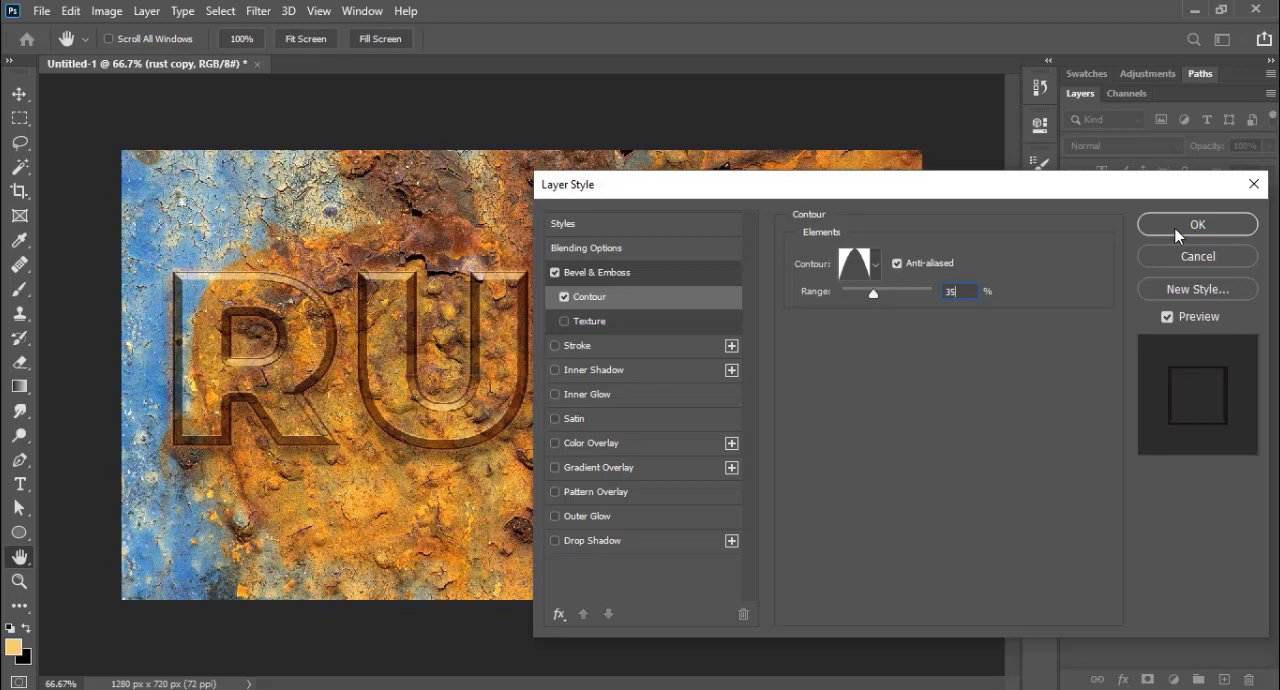 Ps File Edit Image Layer Type Select Filter 3D View Window Help
Scroll All Windows 100% Fit Screen Fill Screen
Untitled-1 @ 66.7% (rust copy, RGB/8#) * ×
Swatches Adjustments Paths
Layers Channels
Kind
Normal Opacity: 100%
Layer Style
Styles
Blending Options
Bevel & Emboss
Contour
Texture
Stroke
Inner Shadow
Inner Glow
Satin
Color Overlay
Gradient Overlay
Pattern Overlay
Outer Glow
Drop Shadow
fx
Contour
Elements
Contour: Anti-aliased
Range: 35 %
OK
Cancel
New Style...
Preview
RU
66.67% 1280 px x 720 px (72 ppi)
fx